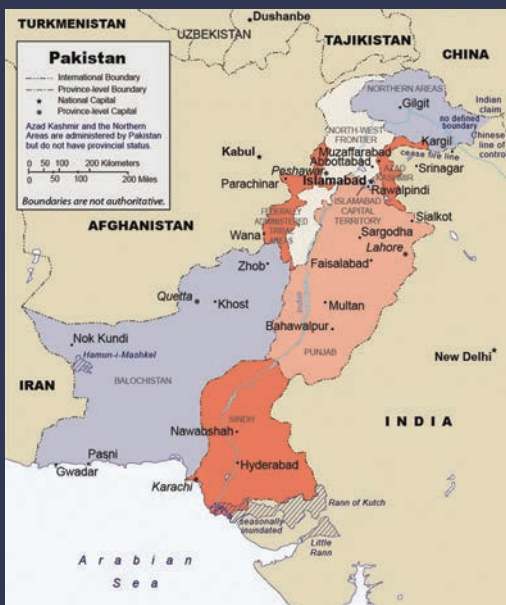 TURKMENISTAN
Dushanbe
UZBEKISTAN
TAJIKISTAN
CHINA
Pakistan
International Boundary
Province-level Boundary
National Capital
Province-level Capital
Azad Kashmir and the Northern
Areas are administered by Pakistan
but do not have provincial status.
0 50 100 200 Kilometers
0 50 100 200 Miles
Boundaries are not authoritative.
NORTHERN AREAS
Gilgit
Indian
claim
no defined
boundary
Chinese
line of
control
NORTH-WEST
FRONTIER
Kargil
cease fire line
Muzaffarabad
Abbottabad
AZAD
KASHMIR
Srinagar
Kabul
Peshawar
Islamabad
Rawalpindi
Parachinar
ISLAMABAD
CAPITAL
TERRITORY
Sialkot
AFGHANISTAN
FEDERALLY
ADMINISTERED
TRIBAL
AREAS
Wana
Sargodha
Lahore
Zhob
Faisalabad
Quetta
Khost
INDUS
Multan
Bahawalpur
PUNJAB
Nok Kundi
Hamun-i-Mashkel
New Delhi
IRAN
BALOCHISTAN
INDIA
SINDH
Nawabshah
Pasni
Gwadar
Hyderabad
Karachi
Rann of Kutch
seasonally
inundated
Little
Rann
Arabian
Sea